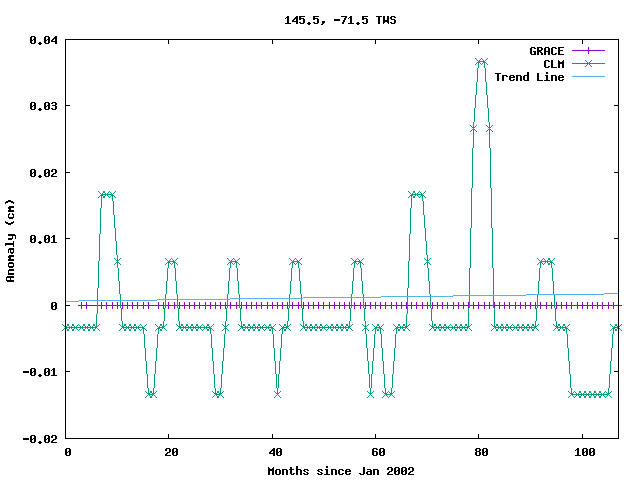 145.5, -71.5 TWS
GRACE
CLM
Trend Line
0.04
0.03
0.02
0.01
0
-0.01
-0.02
Anomaly (cm)
0 20 40 60 80 100
Months since Jan 2002